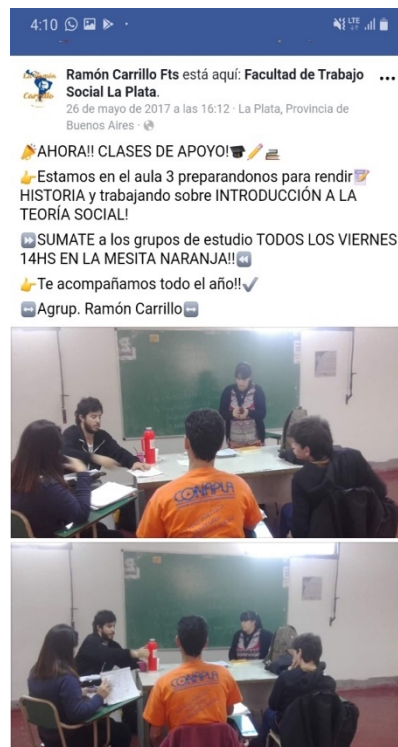 4:10
LTE
Ramón Carrillo
Ramón Carrillo Fts está aquí: Facultad de Trabajo
Social La Plata.
26 de mayo de 2017 a las 16:12 · La Plata, Provincia de
Buenos Aires ·
AHORA!! CLASES DE APOYO!
Estamos en el aula 3 preparandonos para rendir
HISTORIA y trabajando sobre INTRODUCCIÓN A LA
TEORÍA SOCIAL!
SUMATE a los grupos de estudio TODOS LOS VIERNES
14HS EN LA MESITA NARANJA!!
Te acompañamos todo el año!!
Agrup. Ramón Carrillo
CONAPLA
CONAPLA